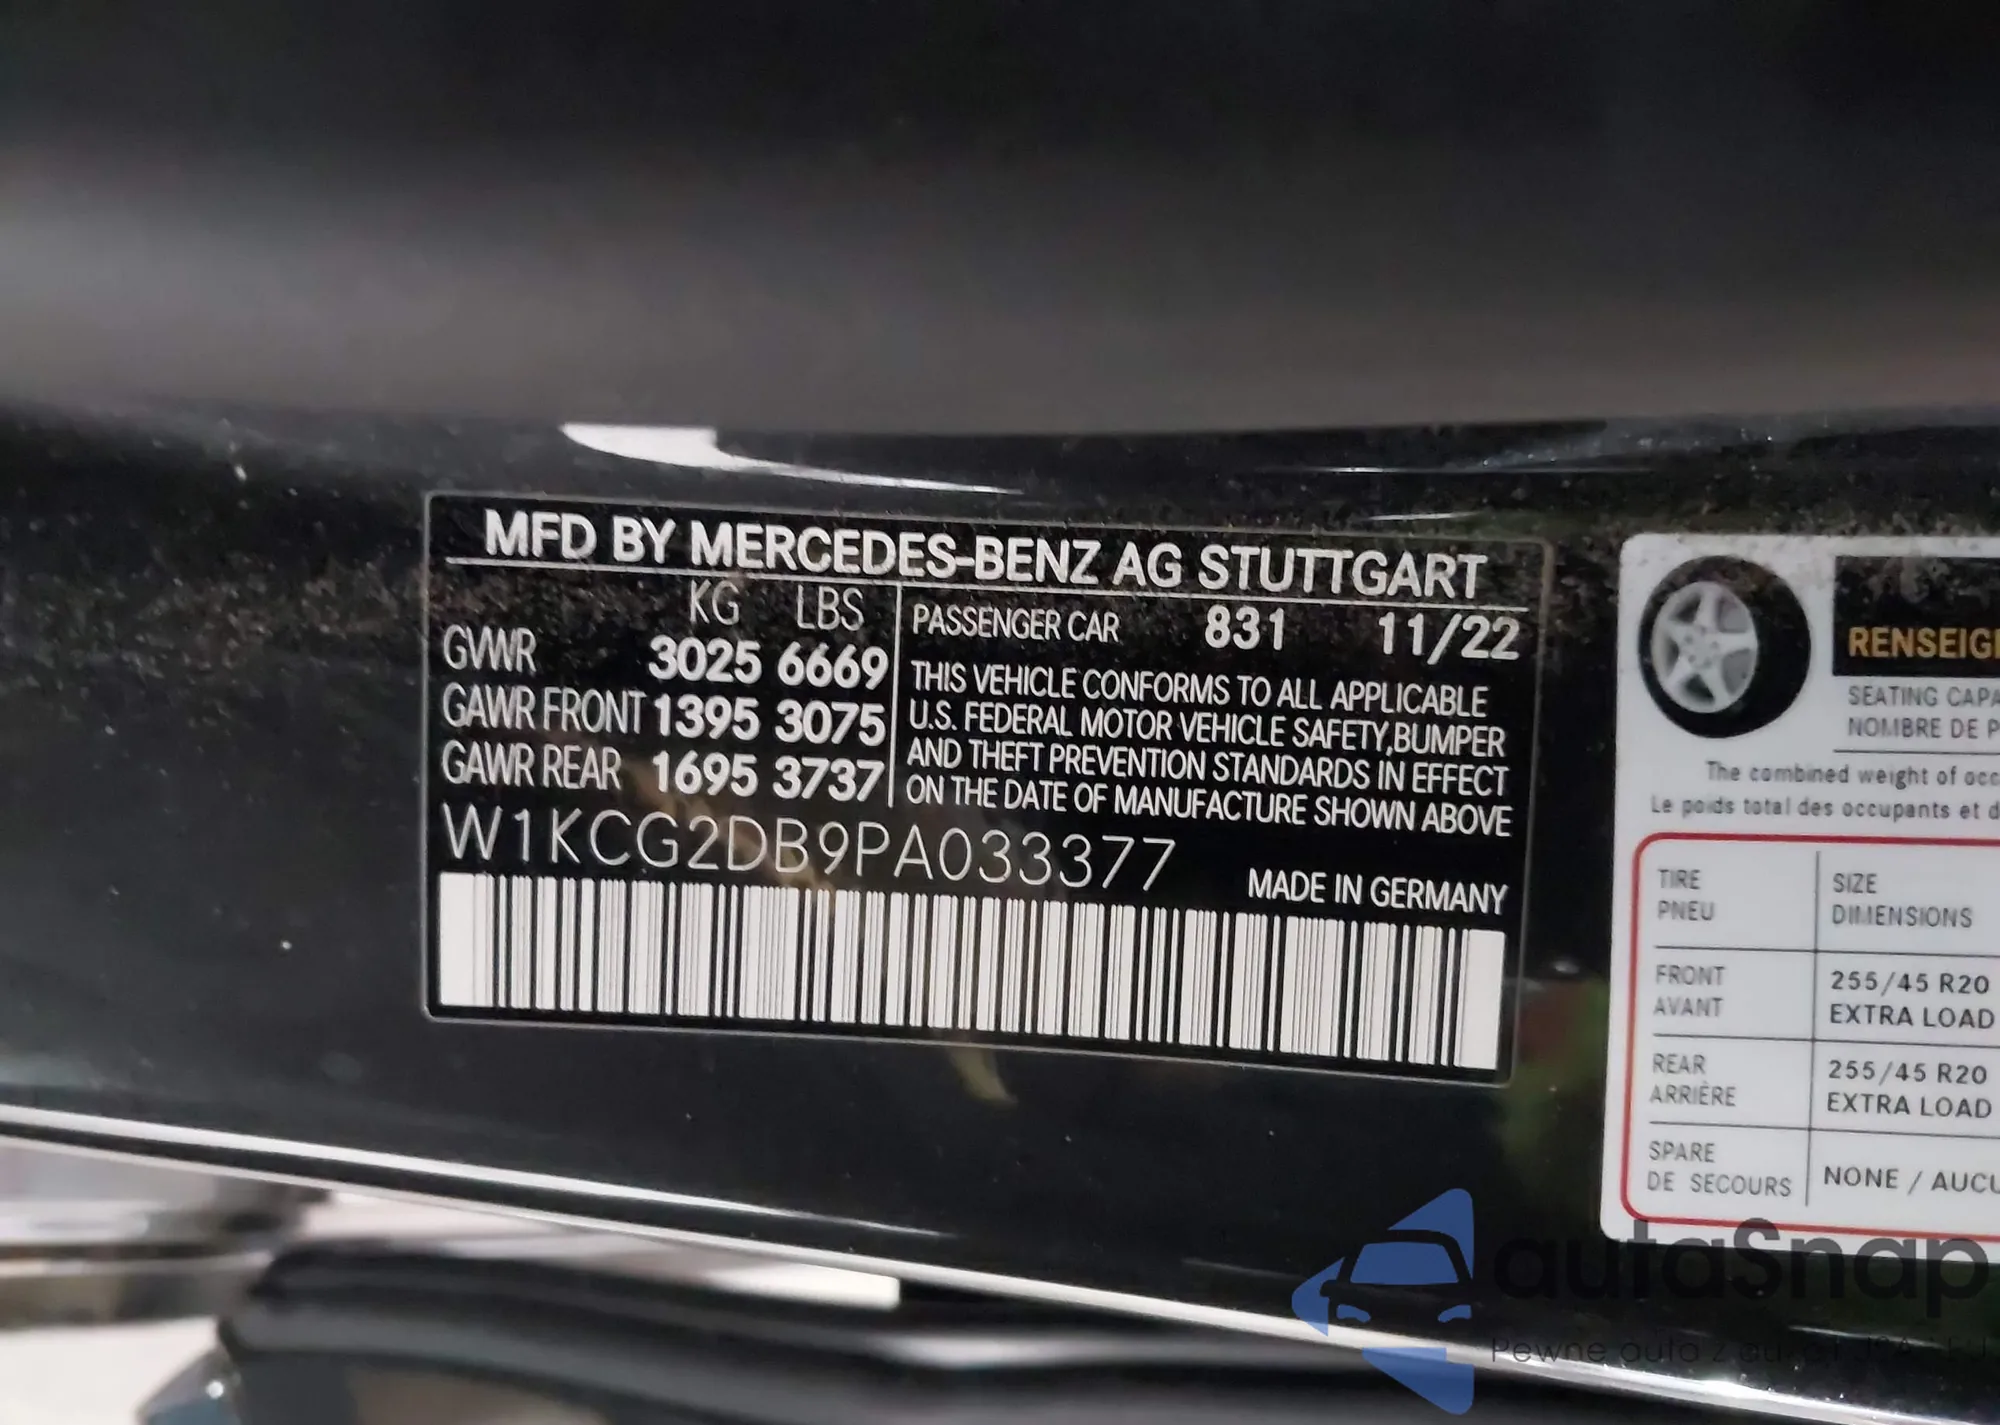 MFD BY MERCEDES-BENZ AG STUTTGART
KG LBS
GVWR 3025 6669
GAWR FRONT 1395 3075
GAWR REAR 1695 3737
PASSENGER CAR 831 11/22
THIS VEHICLE CONFORMS TO ALL APPLICABLE
U.S. FEDERAL MOTOR VEHICLE SAFETY,BUMPER
AND THEFT PREVENTION STANDARDS IN EFFECT
ON THE DATE OF MANUFACTURE SHOWN ABOVE
W1KCG2DB9PA033377
MADE IN GERMANY
RENSEIG
SEATING CAPA
NOMBRE DE P
The combined weight of occ
Le poids total des occupants et d
TIRE
PNEU
SIZE
DIMENSIONS
FRONT
AVANT
255/45 R20
EXTRA LOAD
REAR
ARRIÈRE
255/45 R20
EXTRA LOAD
SPARE
DE SECOURS
NONE / AUCU
autaSnap
Pewne auta z